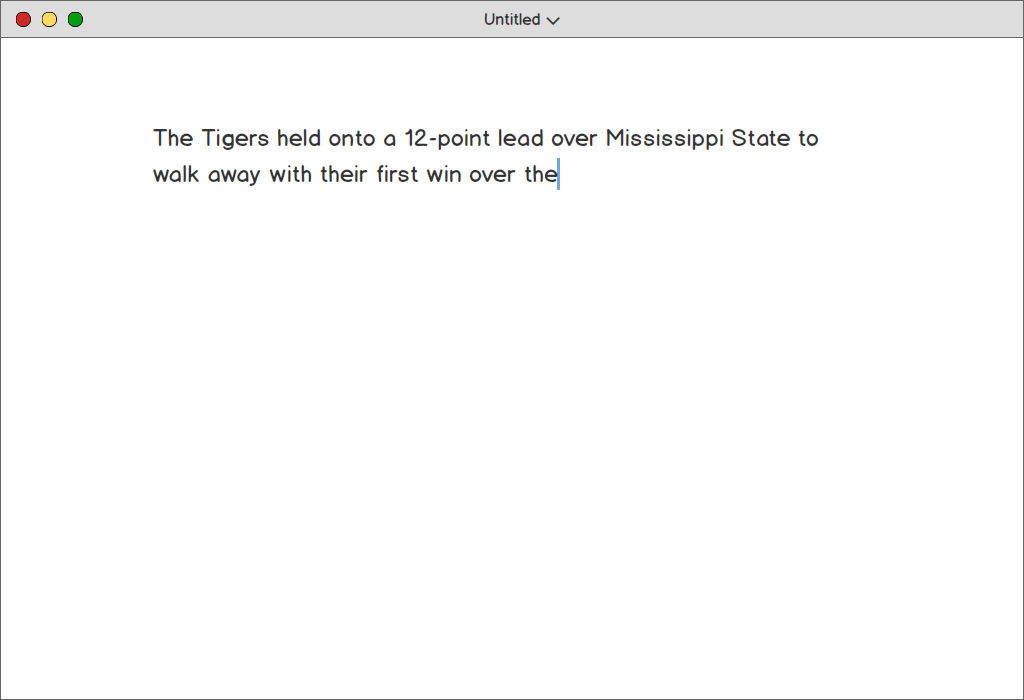 Untitled
The Tigers held onto a 12-point lead over Mississippi State to
walk away with their first win over the